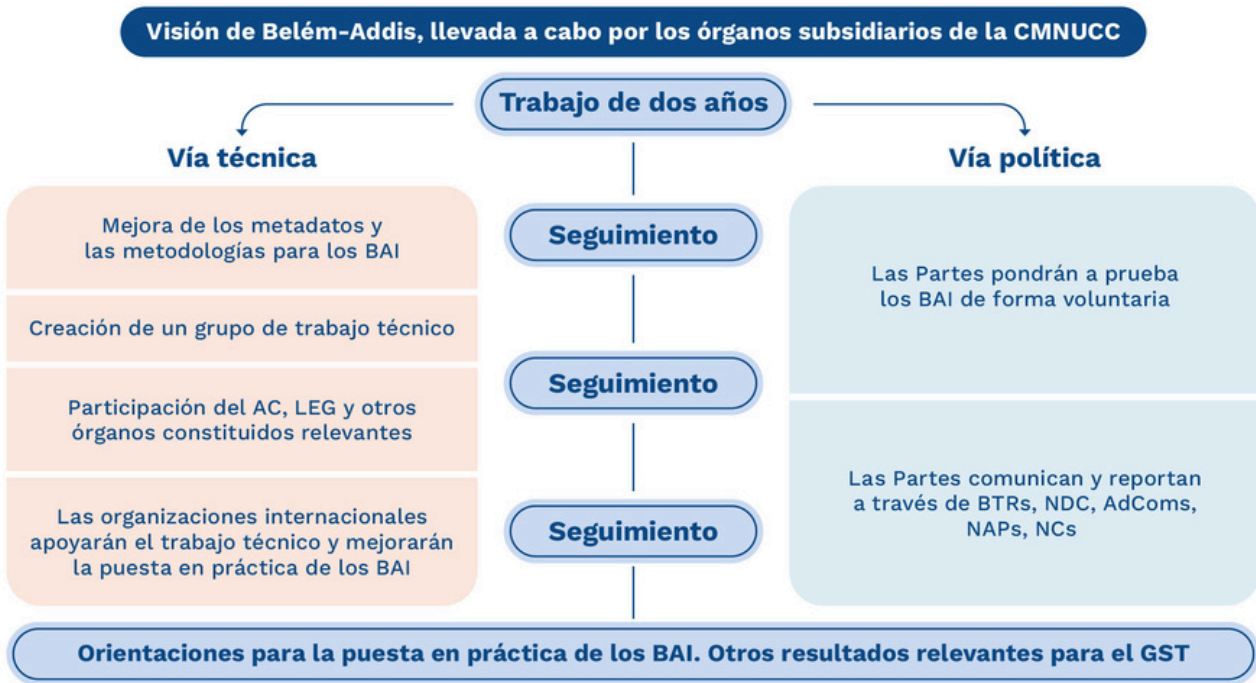 Visión de Belém-Addis, llevada a cabo por los órganos subsidiarios de la CMNUCC
Trabajo de dos años
Vía técnica
Mejora de los metadatos y
las metodologías para los BAI
Creación de un grupo de trabajo técnico
Participación del AC, LEG y otros
órganos constituidos relevantes
Las organizaciones internacionales
apoyarán el trabajo técnico y mejorarán
la puesta en práctica de los BAI
Seguimiento
Seguimiento
Seguimiento
Vía política
Las Partes pondrán a prueba
los BAI de forma voluntaria
Las Partes comunican y reportan
a través de BTRs, NDC, AdComs,
NAPs, NCs
Orientaciones para la puesta en práctica de los BAI. Otros resultados relevantes para el GST